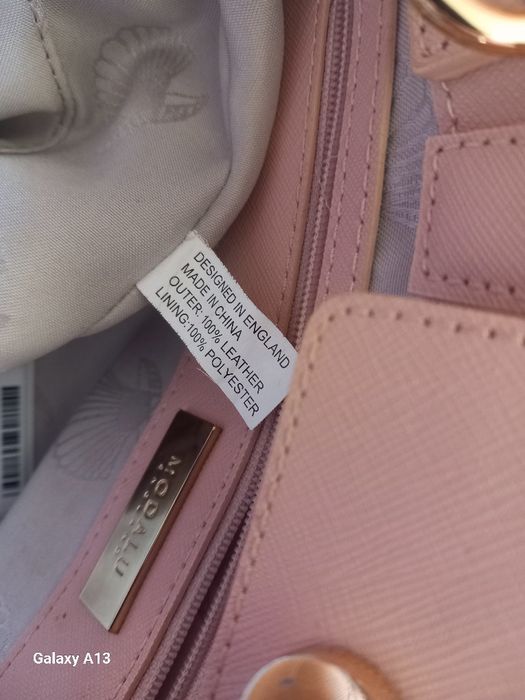 DESIGNED IN ENGLAND
MADE IN CHINA
OUTER: 100% LEATHER
LINING:100% POLYESTER
MODALU
Galaxy A13